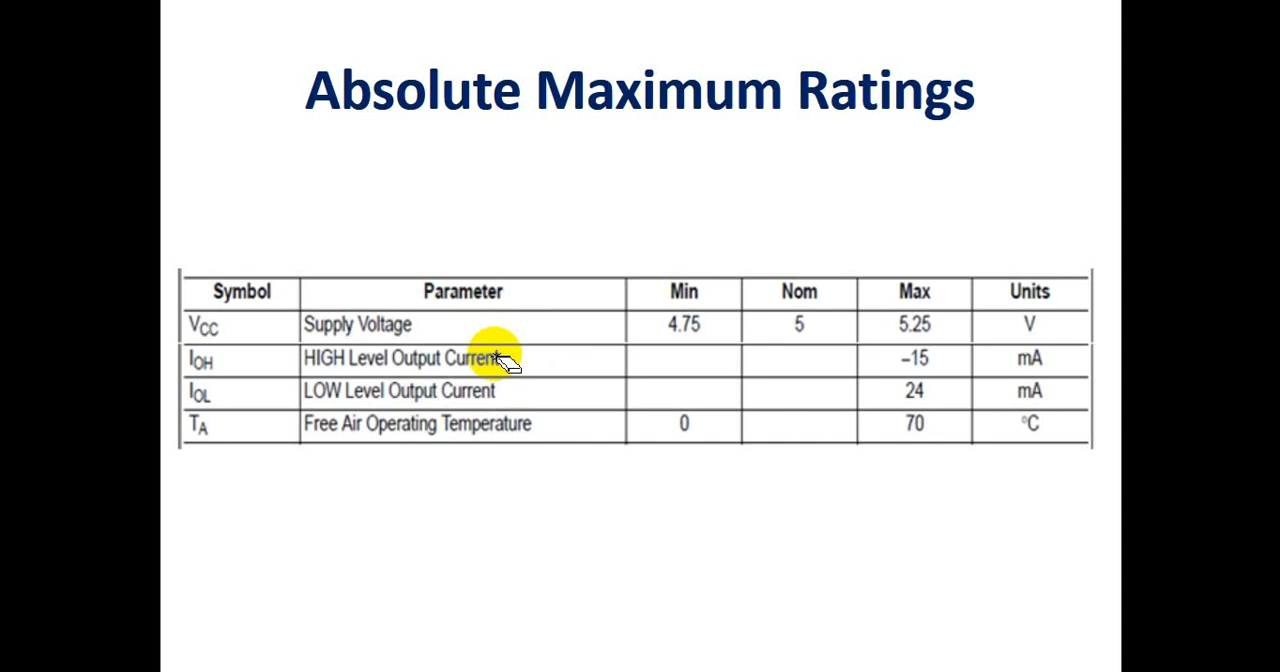 Absolute Maximum Ratings
Symbol Parameter Min Nom Max Units
VCC Supply Voltage 4.75 5 5.25 V
IOH HIGH Level Output Current –15 mA
IOL LOW Level Output Current 24 mA
TA Free Air Operating Temperature 0 70 °C